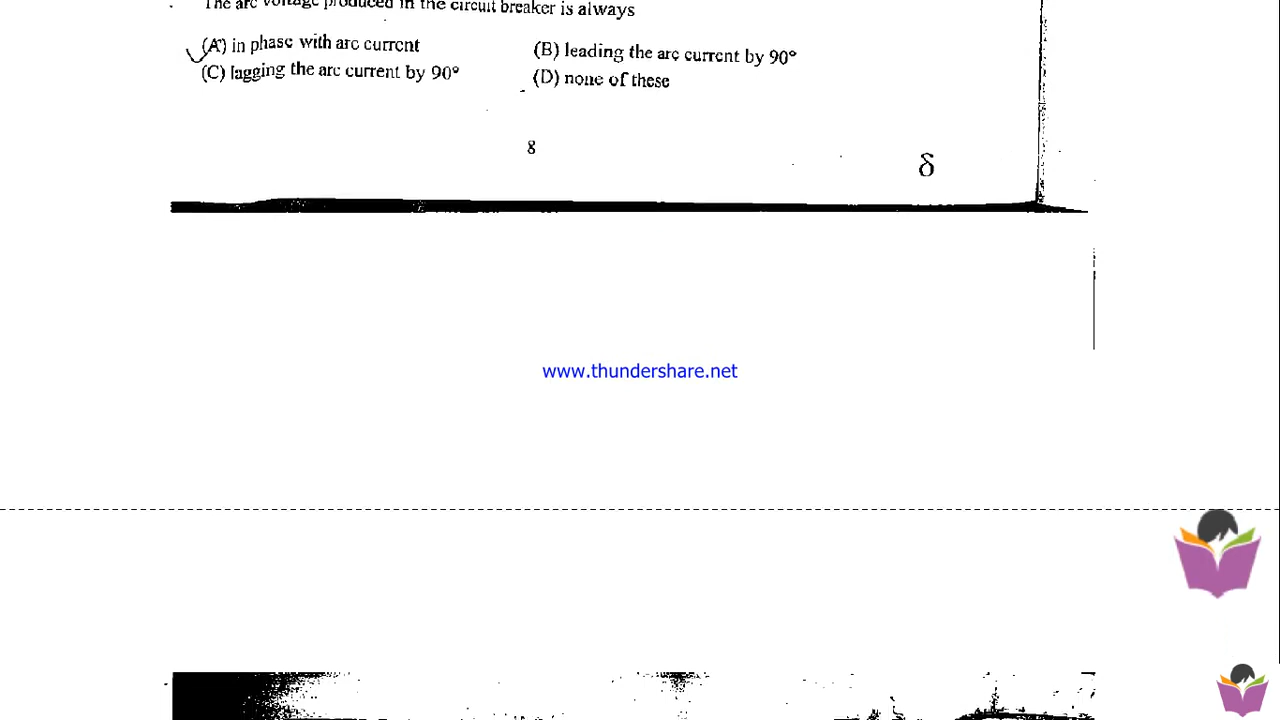 The arc voltage produced in the circuit breaker is always
(A) in phase with arc current (B) leading the arc current by 90°
(C) lagging the arc current by 90° (D) none of these
8
8
www.thundershare.net